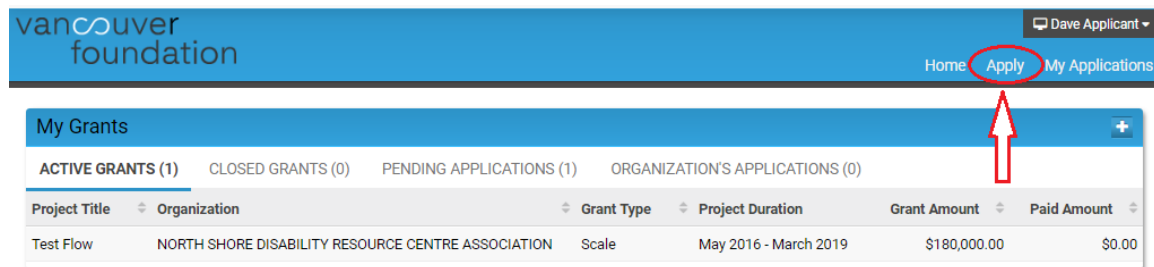 vancouver
foundation
Dave Applicant
Home Apply My Applications
My Grants
ACTIVE GRANTS (1) CLOSED GRANTS (0) PENDING APPLICATIONS (1) ORGANIZATION'S APPLICATIONS (0)
Project Title Organization Grant Type Project Duration Grant Amount Paid Amount
Test Flow NORTH SHORE DISABILITY RESOURCE CENTRE ASSOCIATION Scale May 2016 - March 2019 $180,000.00 $0.00